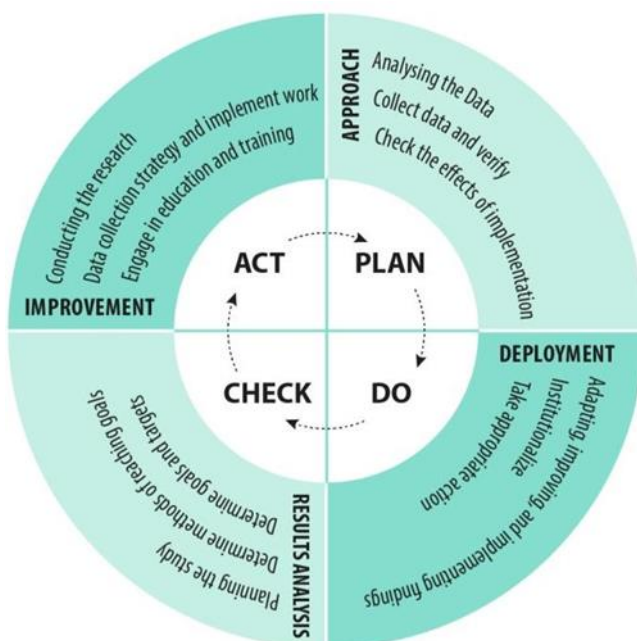 APPROACH
Analysing the Data
Collect data and verify
Check the effects of implementation
DEPLOYMENT
Adapting, improving, and implementing findings
Institutionalize
Take appropriate action
RESULTS ANALYSIS
Planning the study
Determine methods of reaching goals
Determine goals and targets
IMPROVEMENT
Conducting the research
Data collection strategy and implement work
Engage in education and training
ACT
PLAN
CHECK
DO